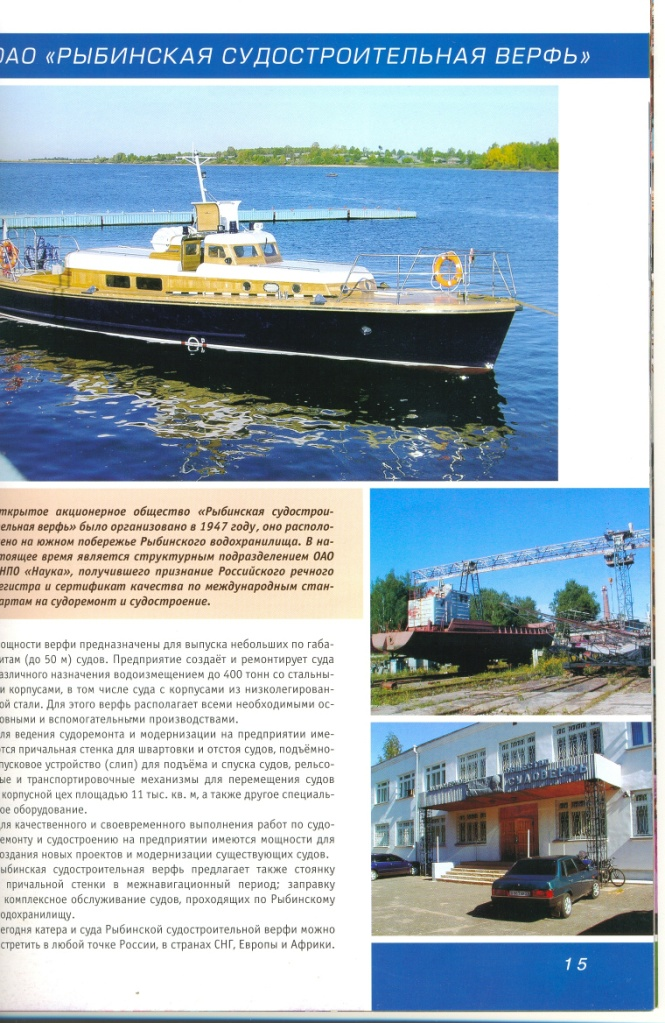 ОАО «РЫБИНСКАЯ СУДОСТРОИТЕЛЬНАЯ ВЕРФЬ»
ткрытое акционерное общество «Рыбинская судострои-
ельная верфь» было организовано в 1947 году, оно располо-
ено на южном побережье Рыбинского водохранилища. В на-
тоящее время является структурным подразделением ОАО
НПО «Наука», получившего признание Российского речного
егистра и сертификат качества по международным стан-
артам на судоремонт и судостроение.
ощности верфи предназначены для выпуска небольших по габа-
итам (до 50 м) судов. Предприятие создаёт и ремонтирует суда
азличного назначения водоизмещением до 400 тонн со стальны-
и корпусами, в том числе суда с корпусами из низколегирован-
ой стали. Для этого верфь располагает всеми необходимыми ос-
овными и вспомогательными производствами.
ля ведения судоремонта и модернизации на предприятии име-
тся причальная стенка для швартовки и отстоя судов, подъёмно-
пусковое устройство (слип) для подъёма и спуска судов, рельсо-
ые и транспортировочные механизмы для перемещения судов
корпусной цех площадью 11 тыс. кв. м, а также другое специаль-
ое оборудование.
ля качественного и своевременного выполнения работ по судо-
емонту и судостроению на предприятии имеются мощности для
оздания новых проектов и модернизации существующих судов.
ыбинская судостроительная верфь предлагает также стоянку
причальной стенки в межнавигационный период; заправку
комплексное обслуживание судов, проходящих по Рыбинскому
одохранилищу.
егодня катера и суда Рыбинской судостроительной верфи можно
стретить в любой точке России, в странах СНГ, Европы и Африки.
СУДОВЕРФЬ
15